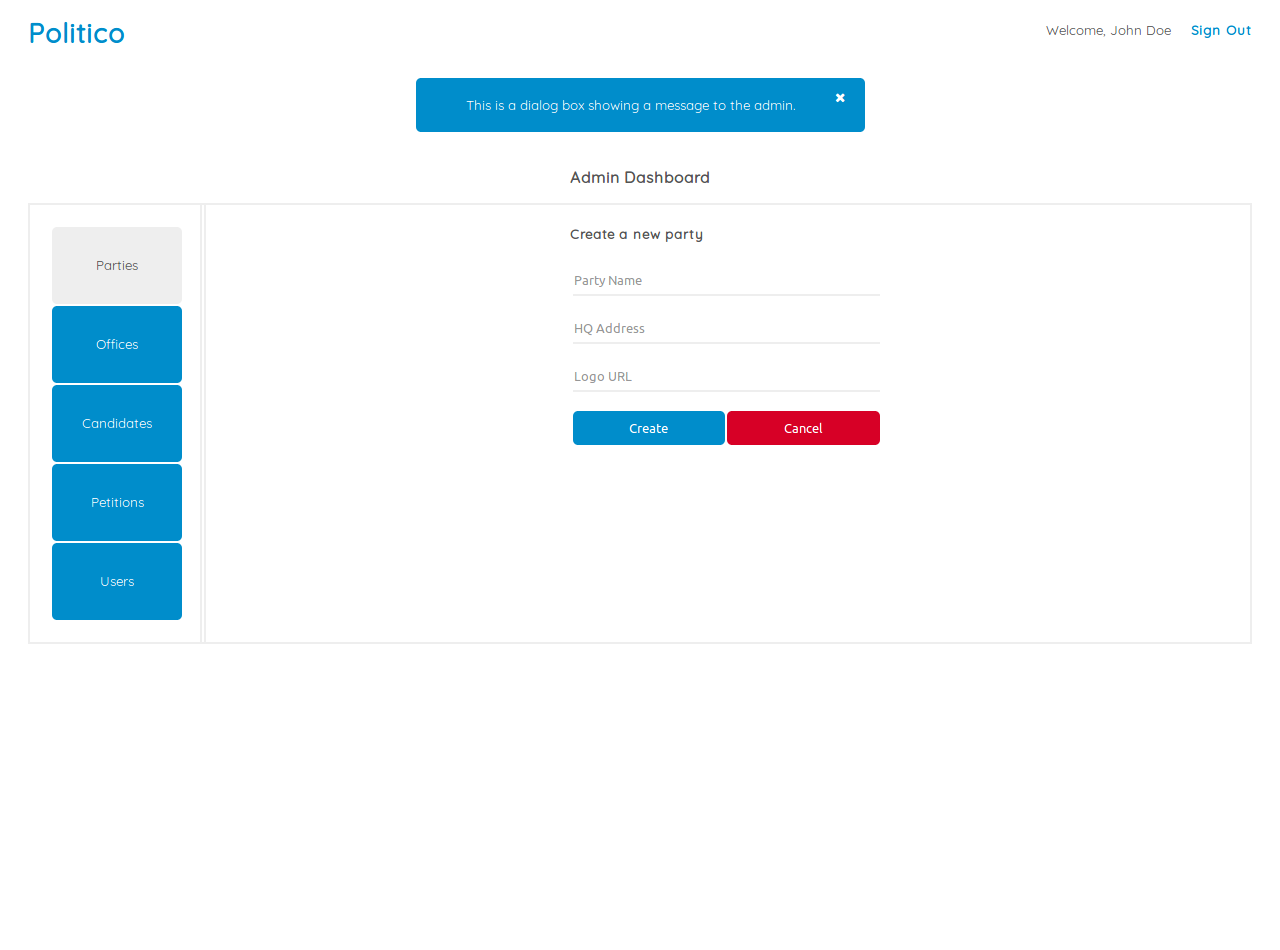 Politico
Welcome, John Doe Sign Out
This is a dialog box showing a message to the admin. ✖
Admin Dashboard
Parties
Offices
Candidates
Petitions
Users
Create a new party
Party Name
HQ Address
Logo URL
Create Cancel